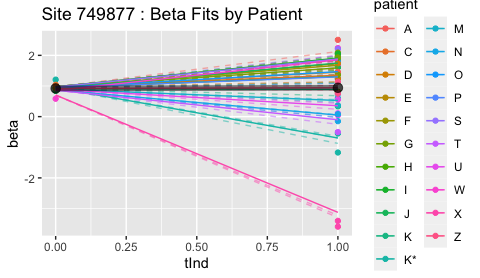 Site 749877 : Beta Fits by Patient
beta
2
0
-2
0.00
0.25
0.50
0.75
1.00
tInd
patient
A
C
D
E
F
G
H
I
J
K
K*
M
N
O
P
S
T
U
W
X
Z